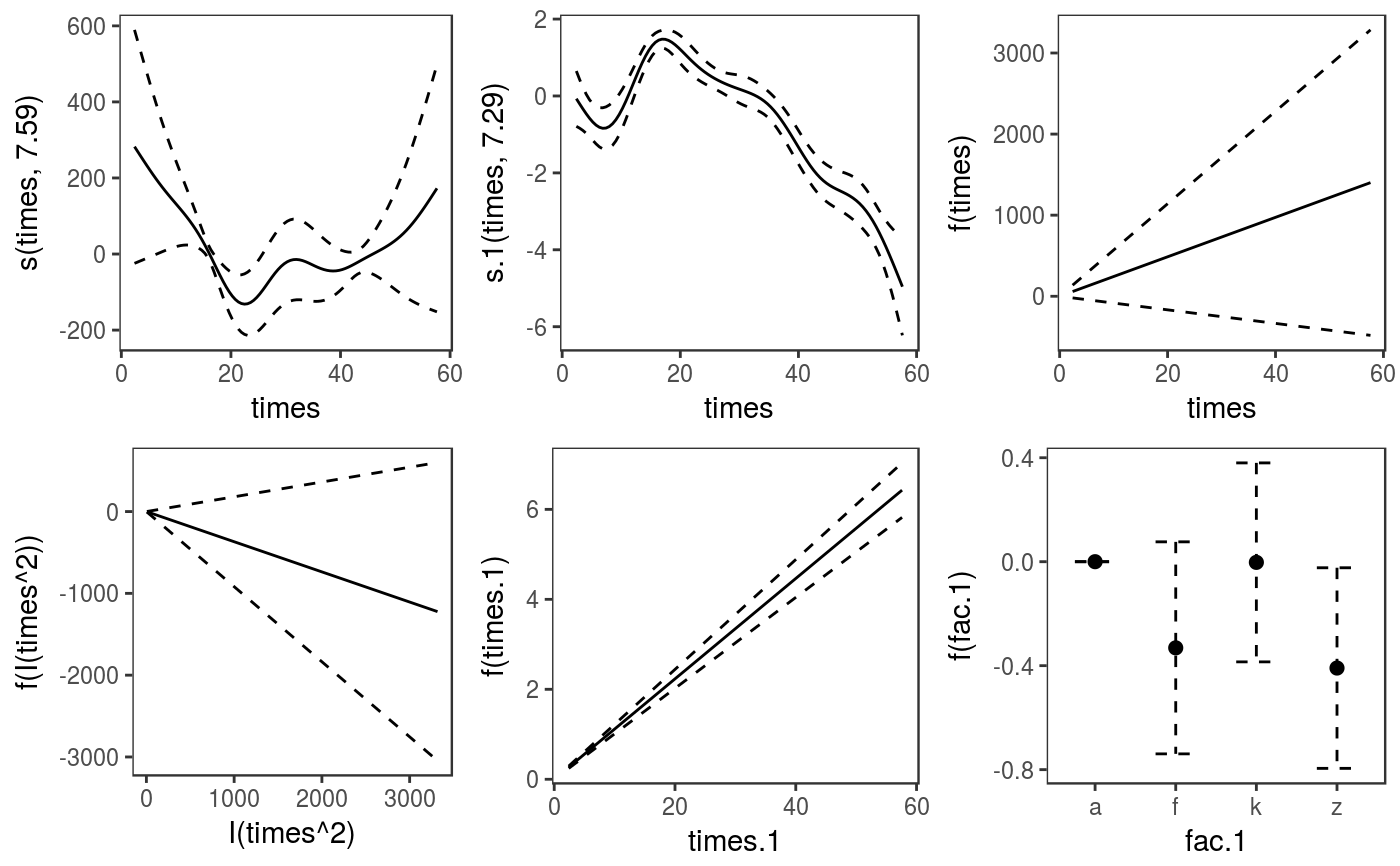 s(times, 7.59)
600
400
200
0
-200
0 20 40 60
times
s.1(times, 7.29)
2
0
-2
-4
-6
0 20 40 60
times
f(times)
3000
2000
1000
0
0 20 40 60
times
f(I(times^2))
0
-1000
-2000
-3000
0 1000 2000 3000
I(times^2)
f(times.1)
6
4
2
0
0 20 40 60
times.1
f(fac.1)
0.4
0.0
-0.4
-0.8
a f k z
fac.1